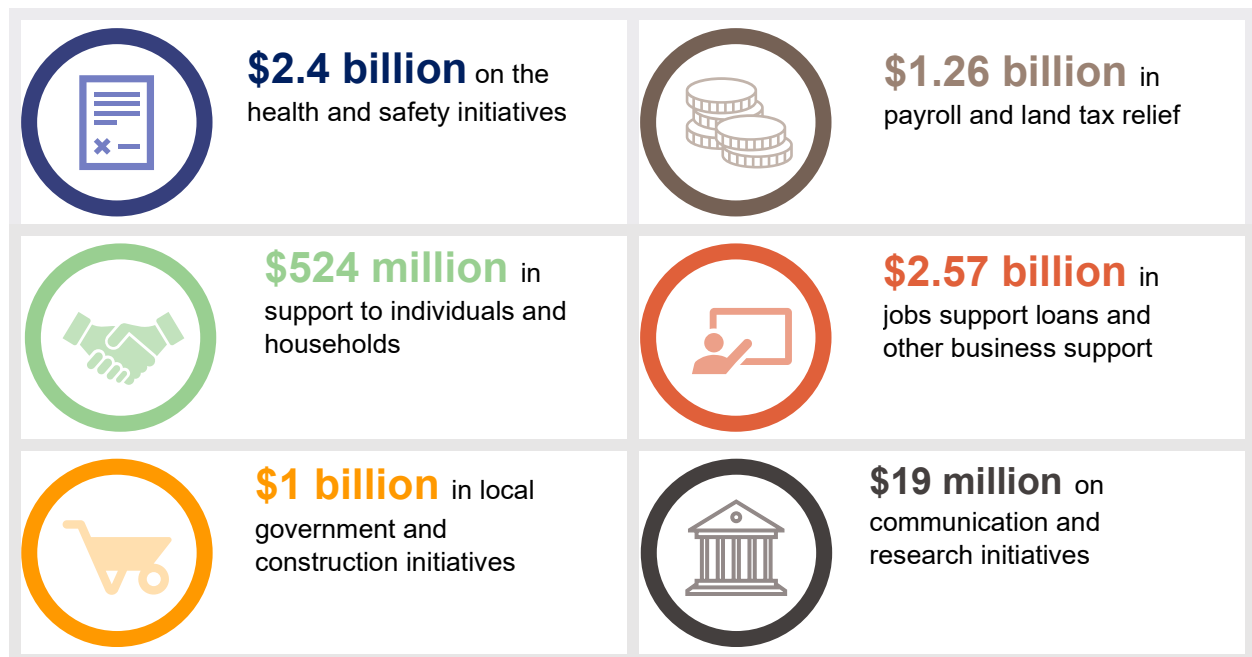 $2.4 billion on the
health and safety initiatives
$1.26 billion in
payroll and land tax relief
$524 million in
support to individuals and
households
$2.57 billion in
jobs support loans and
other business support
$1 billion in local
government and
construction initiatives
$19 million on
communication and
research initiatives